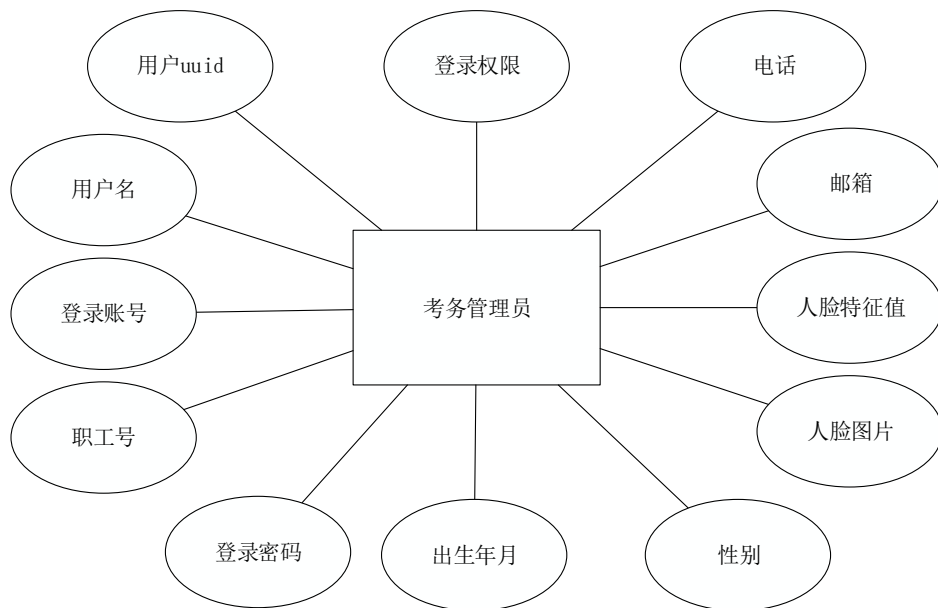 用户uuid
登录权限
电话
用户名
邮箱
登录账号
考务管理员
人脸特征值
职工号
人脸图片
登录密码
出生年月
性别